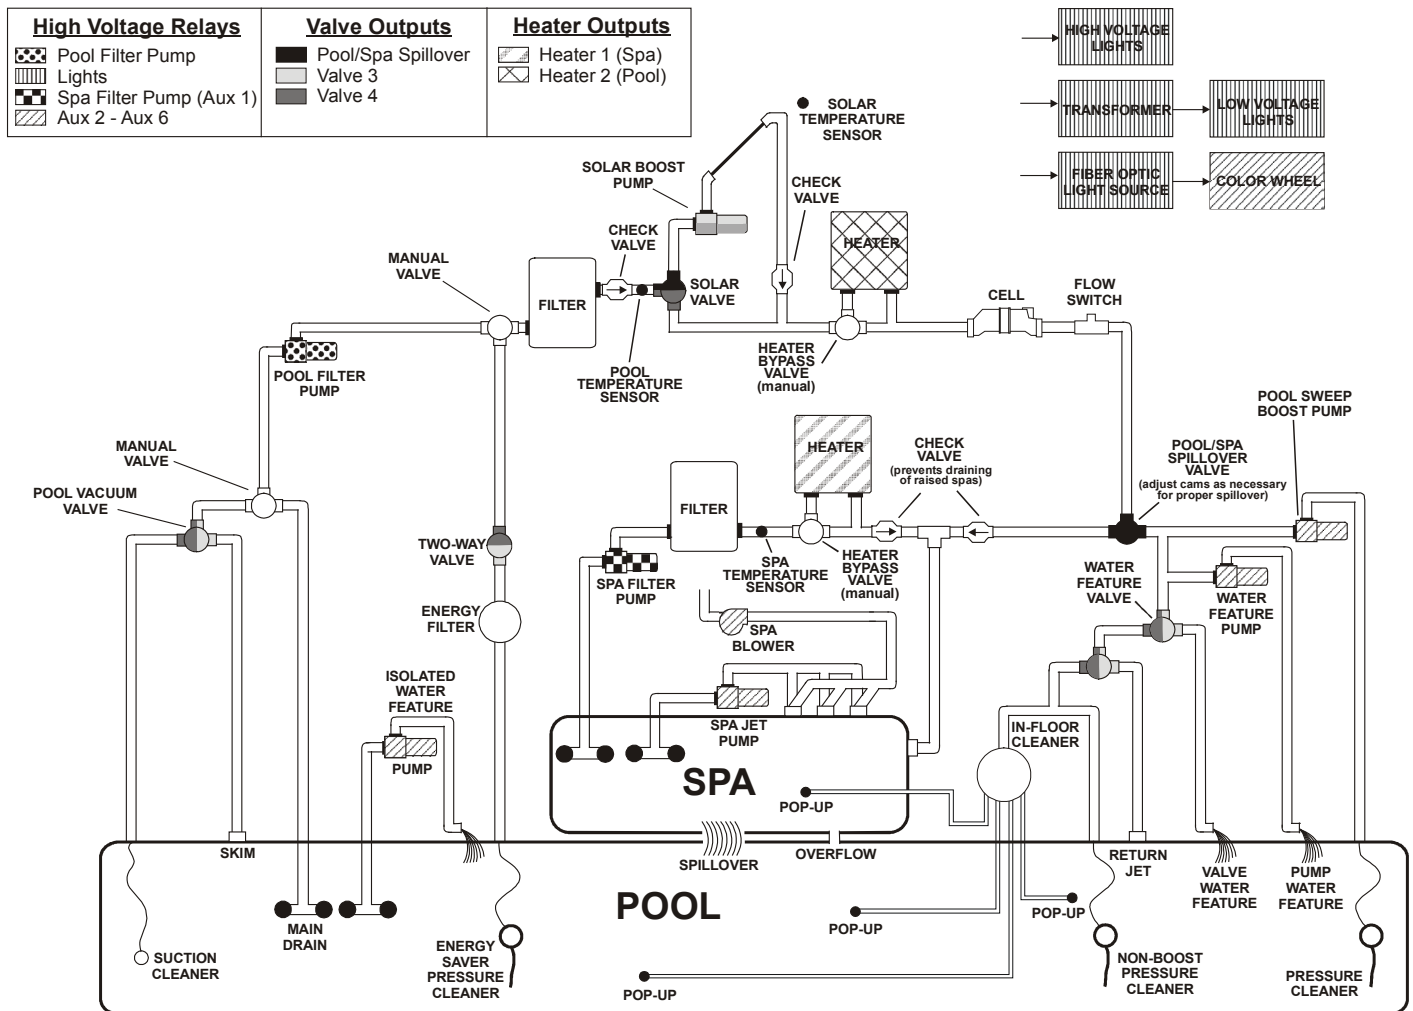 High Voltage Relays
Pool Filter Pump
Lights
Spa Filter Pump (Aux 1)
Aux 2 - Aux 6
Valve Outputs
Pool/Spa Spillover
Valve 3
Valve 4
Heater Outputs
Heater 1 (Spa)
Heater 2 (Pool)
SOLAR
TEMPERATURE
SENSOR
HIGH VOLTAGE
LIGHTS
TRANSFORMER
LOW VOLTAGE
LIGHTS
FIBER OPTIC
LIGHT SOURCE
COLOR WHEEL
SOLAR BOOST
PUMP
CHECK
VALVE
CHECK
VALVE
HEATER
MANUAL
VALVE
FILTER
SOLAR
VALVE
CELL
FLOW
SWITCH
POOL FILTER
PUMP
POOL
TEMPERATURE
SENSOR
HEATER
BYPASS
VALVE
(manual)
POOL SWEEP
BOOST PUMP
MANUAL
VALVE
POOL VACUUM
VALVE
HEATER
CHECK
VALVE
(prevents draining
of raised spas)
POOL/SPA
SPILLOVER
VALVE
(adjust cams as necessary
for proper spillover)
FILTER
TWO-WAY
VALVE
SPA FILTER
PUMP
SPA
TEMPERATURE
SENSOR
HEATER
BYPASS
VALVE
(manual)
WATER
FEATURE
VALVE
WATER
FEATURE
PUMP
ENERGY
FILTER
SPA
BLOWER
ISOLATED
WATER
FEATURE
PUMP
SPA JET
PUMP
IN-FLOOR
CLEANER
SPA
POP-UP
SKIM
SPILLOVER
OVERFLOW
RETURN
JET
VALVE
WATER
FEATURE
PUMP
WATER
FEATURE
POOL
MAIN
DRAIN
POP-UP
POP-UP
SUCTION
CLEANER
ENERGY
SAVER
PRESSURE
CLEANER
POP-UP
NON-BOOST
PRESSURE
CLEANER
PRESSURE
CLEANER